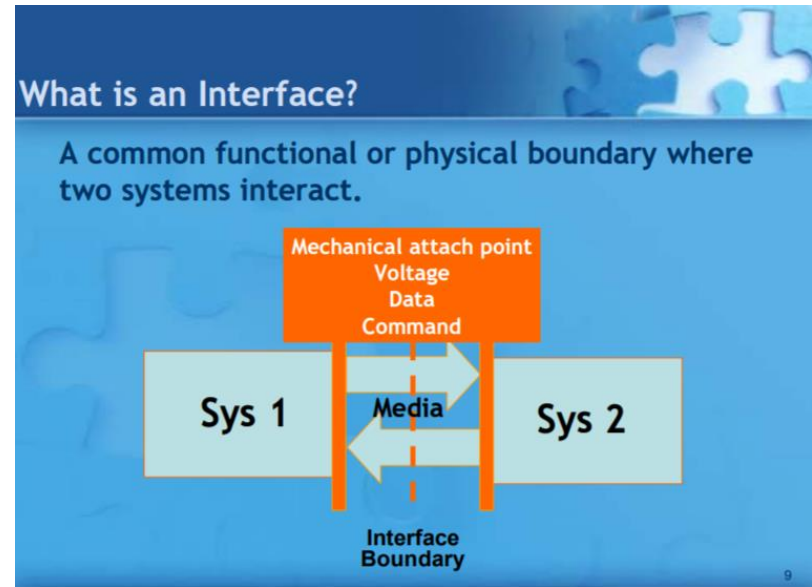 What is an Interface?
A common functional or physical boundary where
two systems interact.
Mechanical attach point
Voltage
Data
Command
Sys 1
Media
Sys 2
Interface
Boundary
9